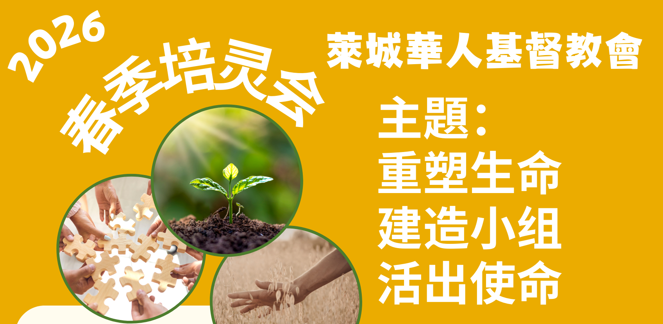 2026
春季培灵会
萊城華人基督教會
主題：
重塑生命
建造小组
活出使命